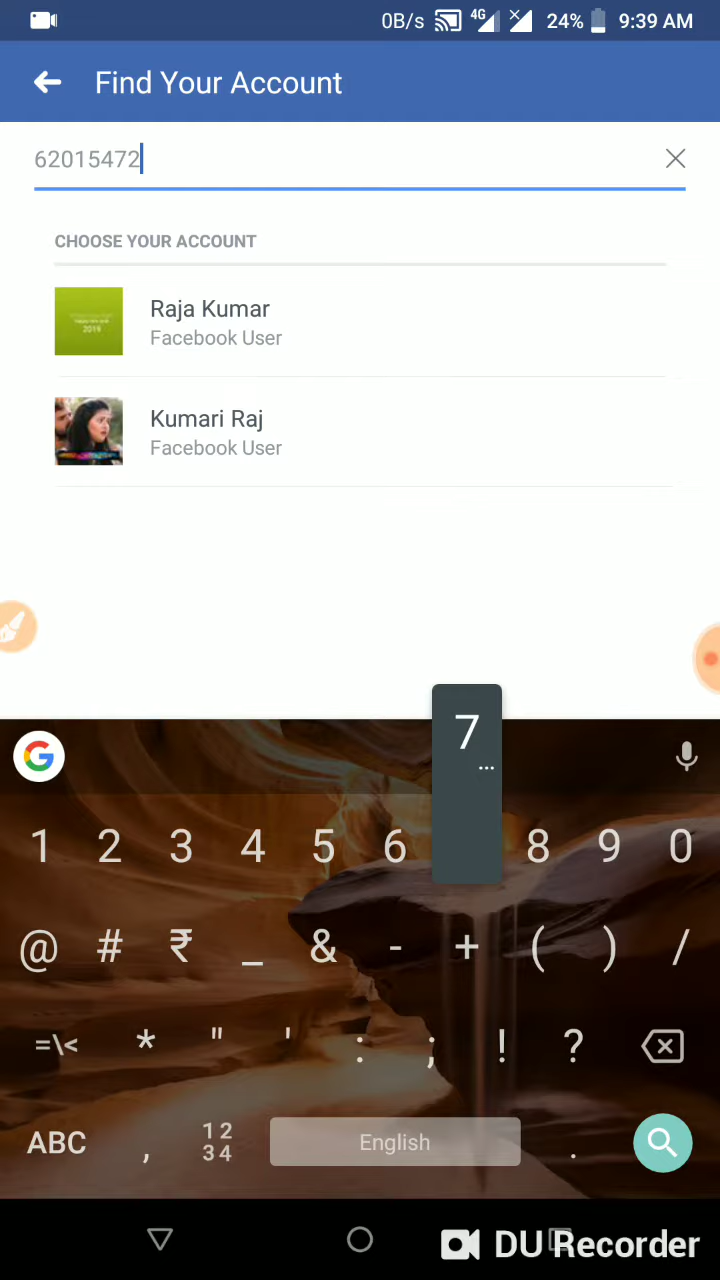 0B/s 4G 24% 9:39 AM
Find Your Account
62015472
CHOOSE YOUR ACCOUNT
Raja Kumar
Facebook User
2019
Kumari Raj
Facebook User
7
...
1 2 3 4 5 6 8 9 0
@ # ₹ _ & - + ( ) /
=\< * " ' : ; ! ?
ABC , 12 34 English .
DU Recorder